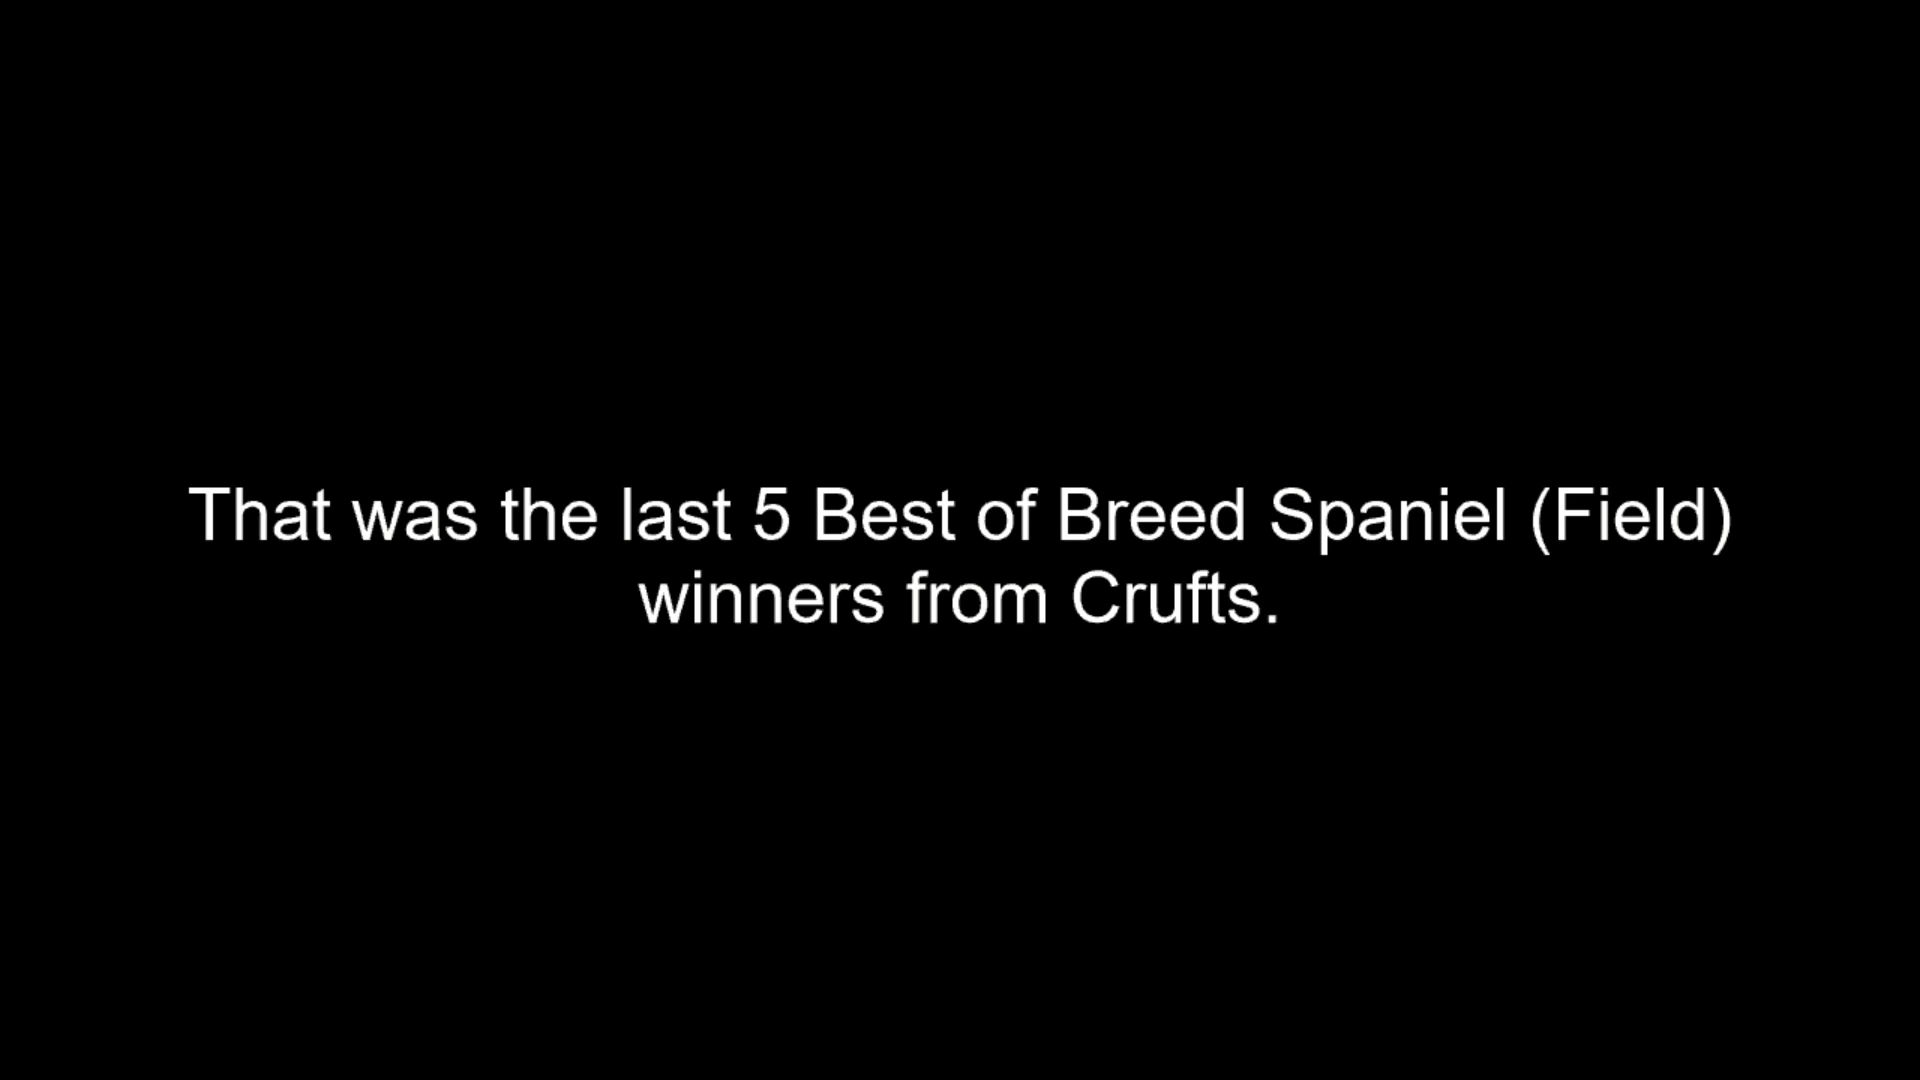 That was the last 5 Best of Breed Spaniel (Field)
winners from Crufts.